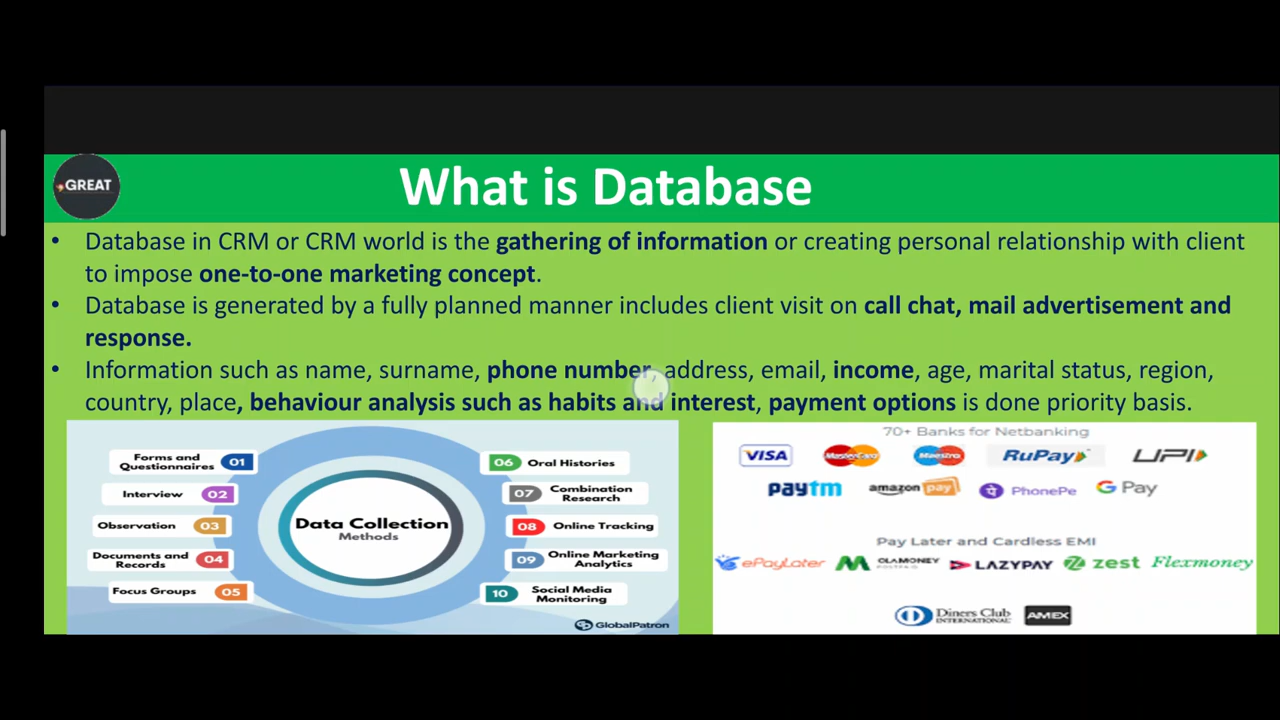 GREAT
What is Database
• Database in CRM or CRM world is the gathering of information or creating personal relationship with client
to impose one-to-one marketing concept.
• Database is generated by a fully planned manner includes client visit on call chat, mail advertisement and
response.
• Information such as name, surname, phone number, address, email, income, age, marital status, region,
country, place, behaviour analysis such as habits and interest, payment options is done priority basis.
Forms and
Questionnaires 01
Interview 02
Observation 03
Documents and
Records 04
Focus Groups 05
Data Collection
Methods
06 Oral Histories
07 Combination
Research
08 Online Tracking
09 Online Marketing
Analytics
10 Social Media
Monitoring
GlobalPatron
70+ Banks for Netbanking
VISA MasterCard Maestro RuPay UPI
paytm amazon pay PhonePe G Pay
Pay Later and Cardless EMI
ePayLater OLAMONEY POSTPAID LAZYPAY zest Flexmoney
Diners Club
INTERNATIONAL
AMEX